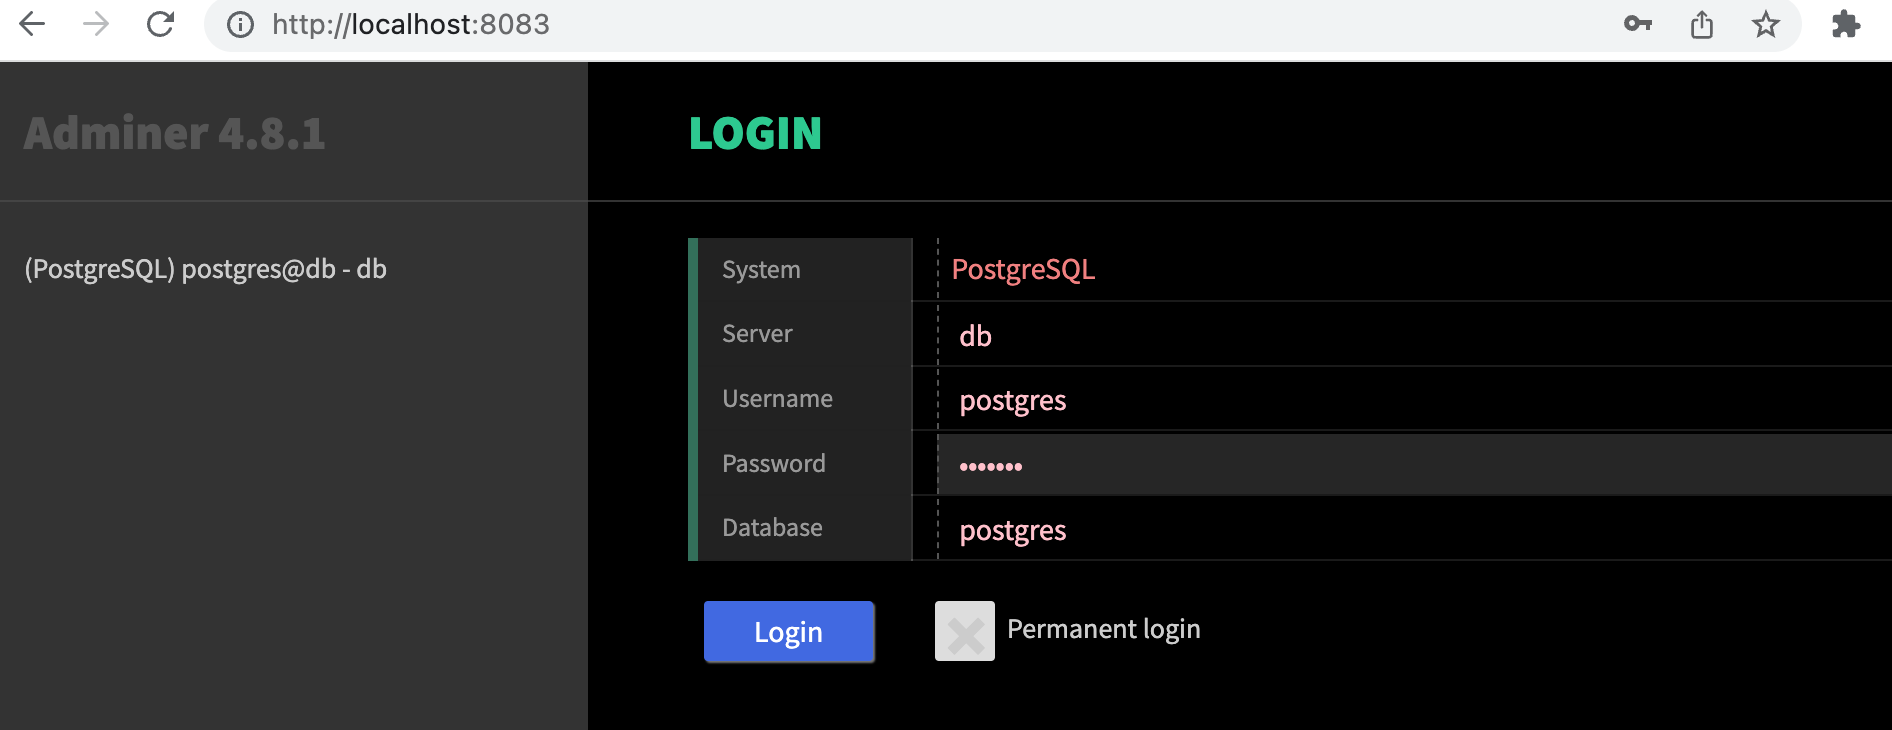 http://localhost:8083
Adminer 4.8.1
(PostgreSQL) postgres@db - db
LOGIN
System PostgreSQL
Server db
Username postgres
Password •••••••
Database postgres
Login Permanent login